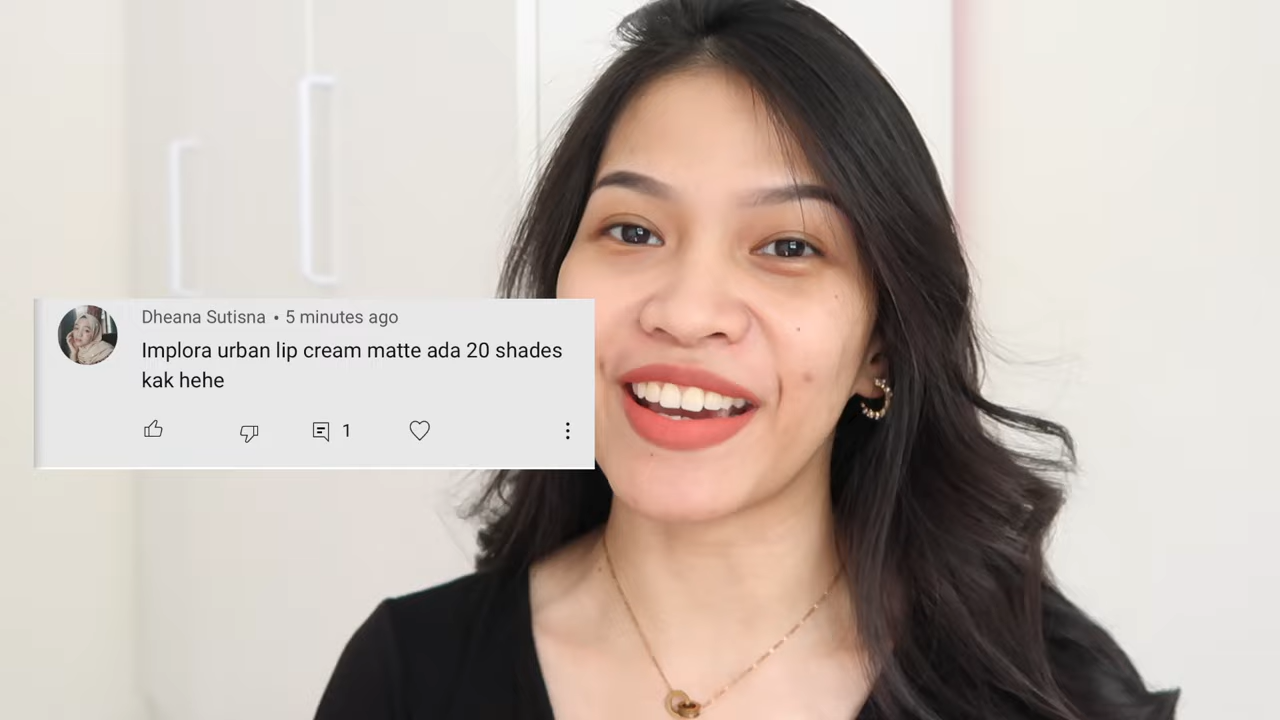 Dheana Sutisna • 5 minutes ago
Implora urban lip cream matte ada 20 shades
kak hehe
1